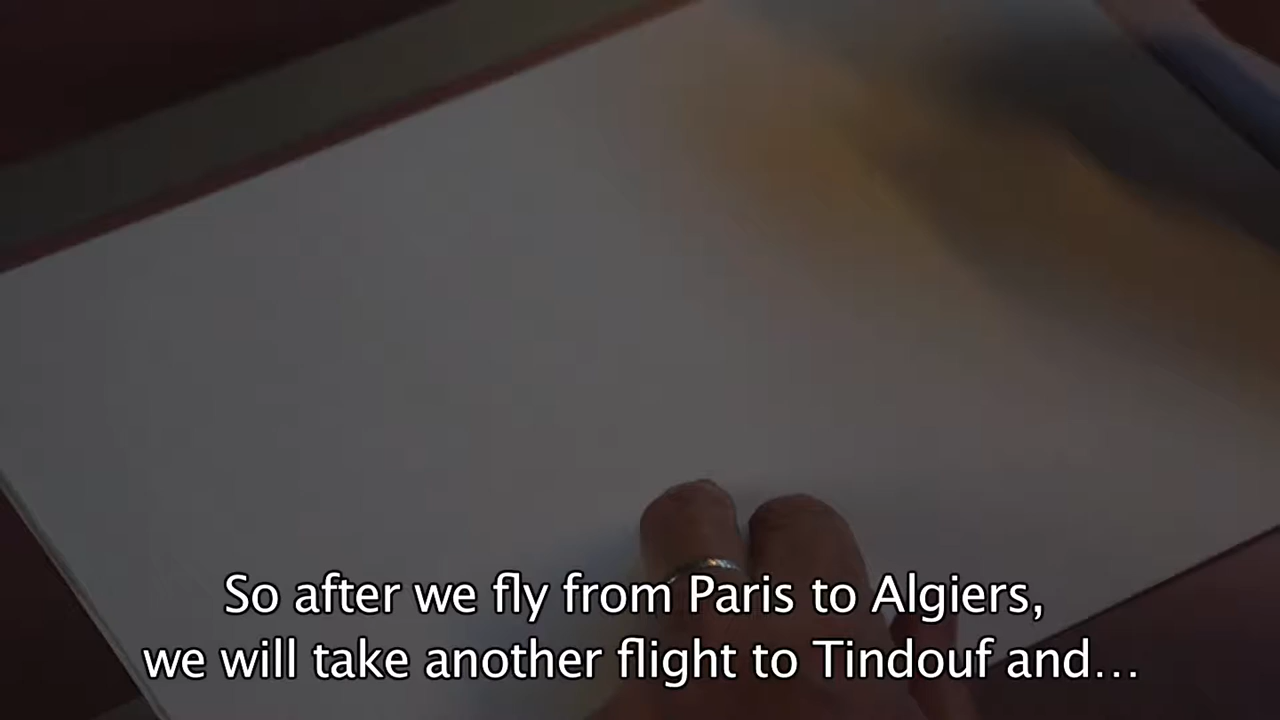 So after we fly from Paris to Algiers,
we will take another flight to Tindouf and…